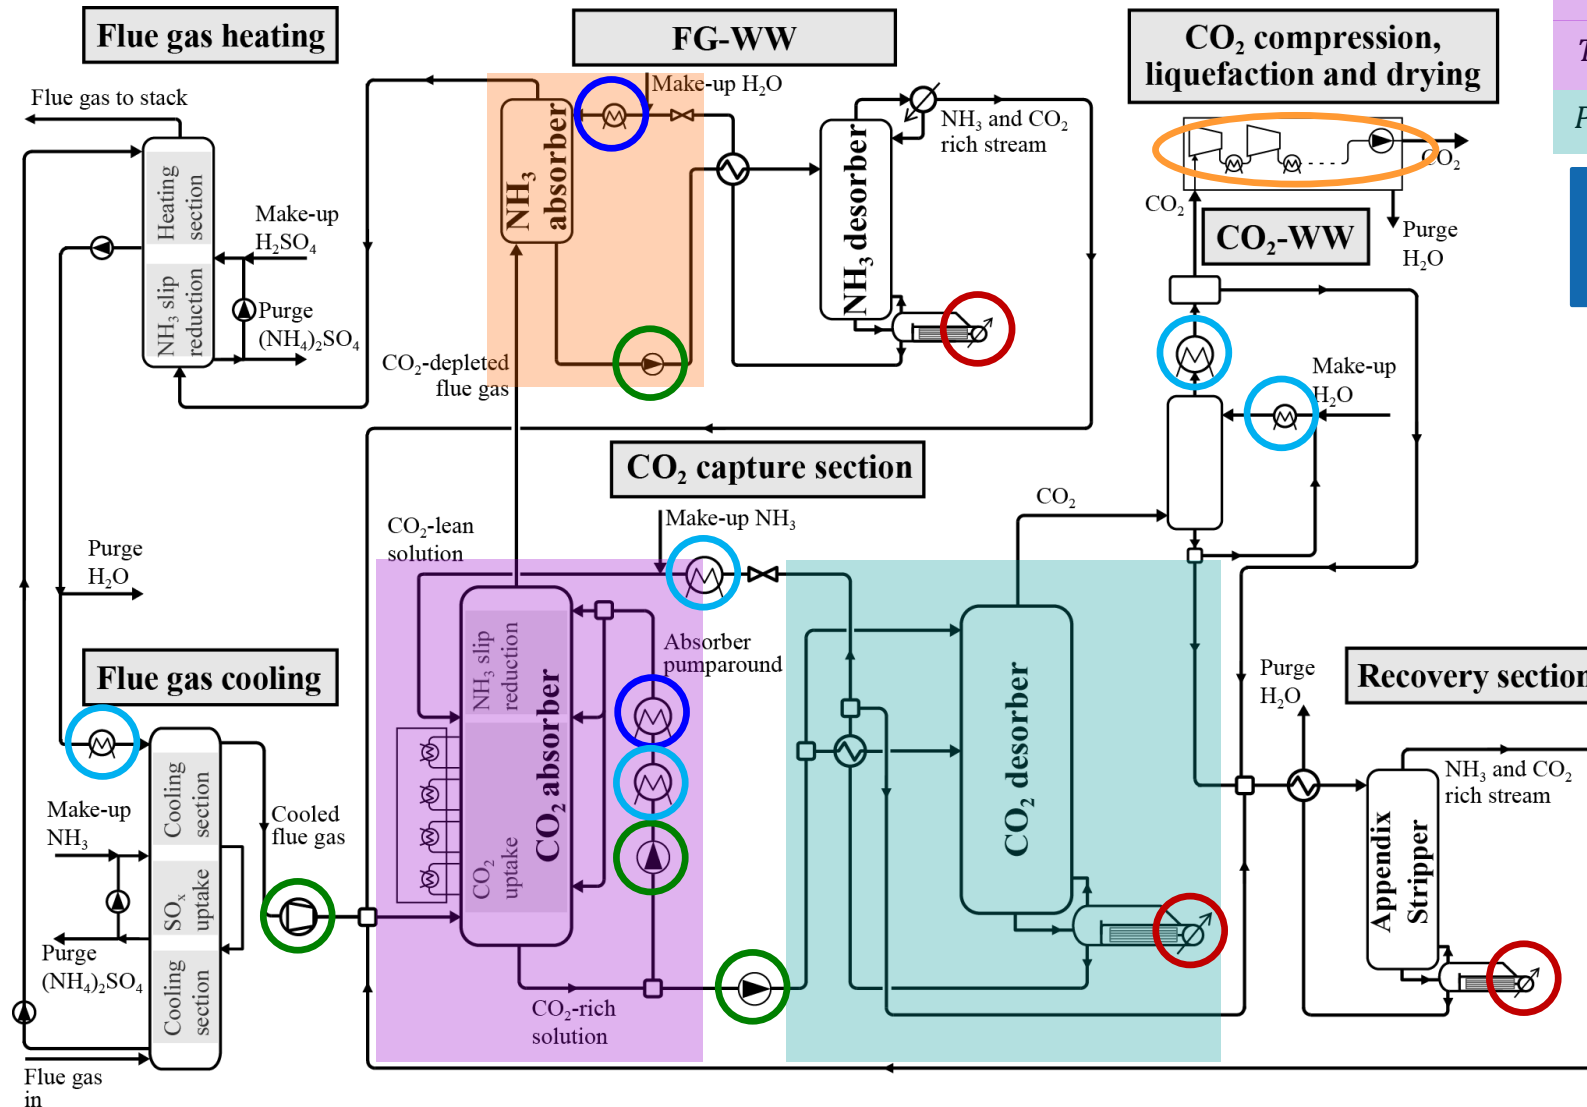 Flue gas heating
FG-WW
CO₂ compression,
liquefaction and drying
T
P
Flue gas to stack
Make-up H₂O
NH₃
absorber
NH₃ and CO₂
rich stream
NH₃ desorber
CO₂
CO₂
Purge
H₂O
CO₂-WW
Heating
section
NH₃ slip
reduction
Make-up
H₂SO₄
Purge
(NH₄)₂SO₄
CO₂-depleted
flue gas
Make-up
H₂O
CO₂ capture section
CO₂-lean
solution
Make-up NH₃
CO₂
Purge
H₂O
Flue gas cooling
NH₃ slip
reduction
CO₂
uptake
CO₂ absorber
Absorber
pumparound
CO₂ desorber
Purge
H₂O
Recovery section
NH₃ and CO₂
rich stream
Appendix
Stripper
Make-up
NH₃
Cooling
section
SOₓ
uptake
Cooling
section
Cooled
flue gas
Purge
(NH₄)₂SO₄
CO₂-rich
solution
Flue gas
in